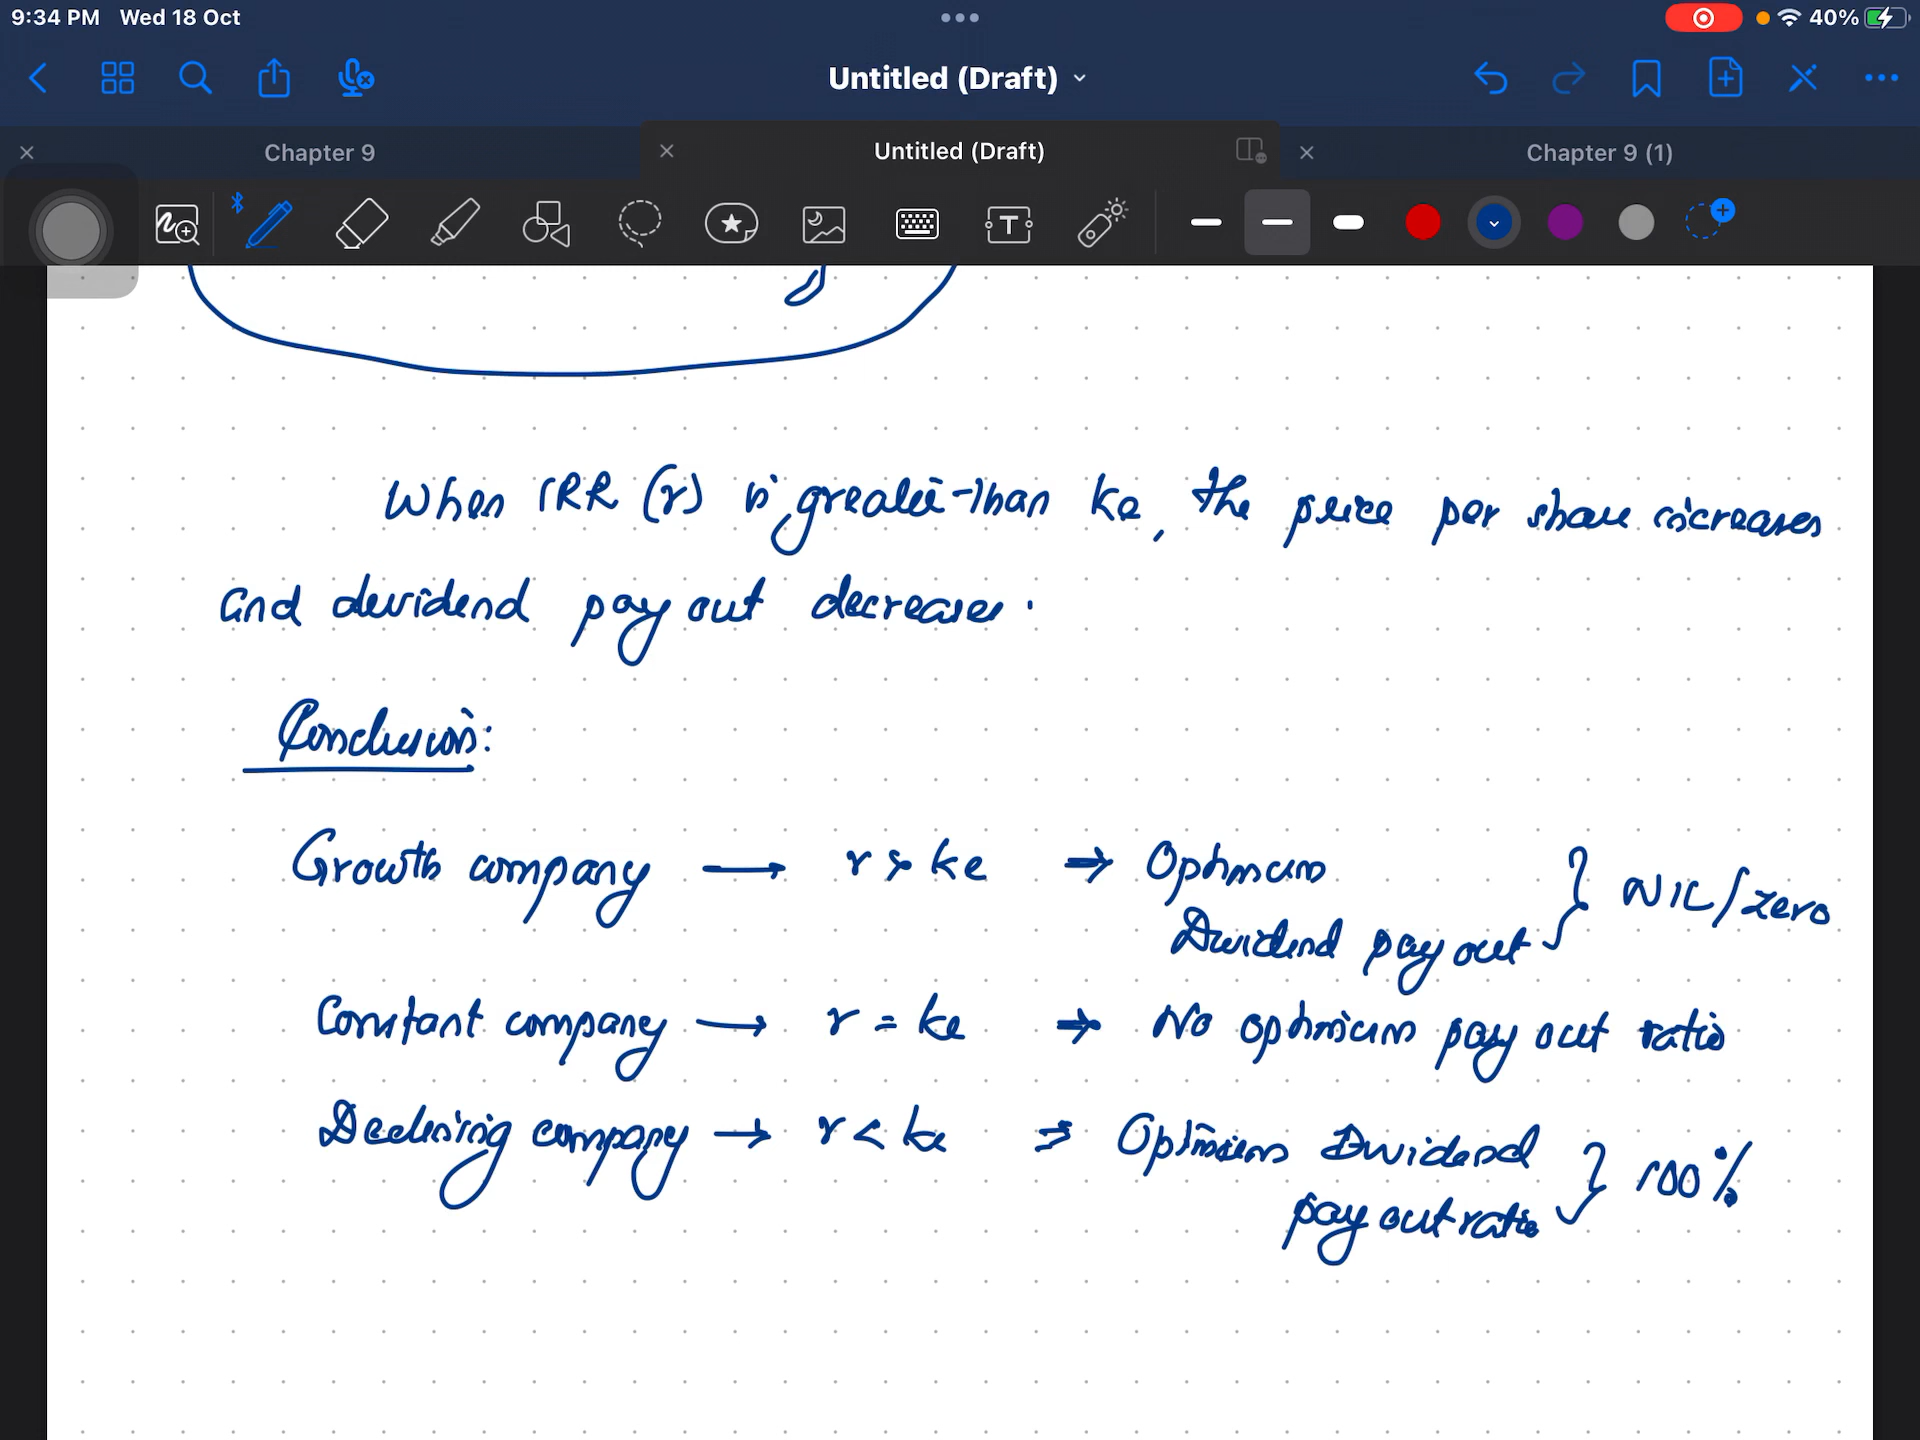 9:34 PM Wed 18 Oct
40%
Untitled (Draft)
Chapter 9
Untitled (Draft)
Chapter 9 (1)
When IRR (r) is greater than ke, the price per share increases
and devidend pay out decreases.
Conclusion:
Growth company → r > ke ⇒ Optimum
Dividend pay out } NIL/zero
Constant company → r = ke ⇒ No optimum pay out ratio
Declining company → r < ke ⇒ Optimum Dividend
pay out ratio } 100%